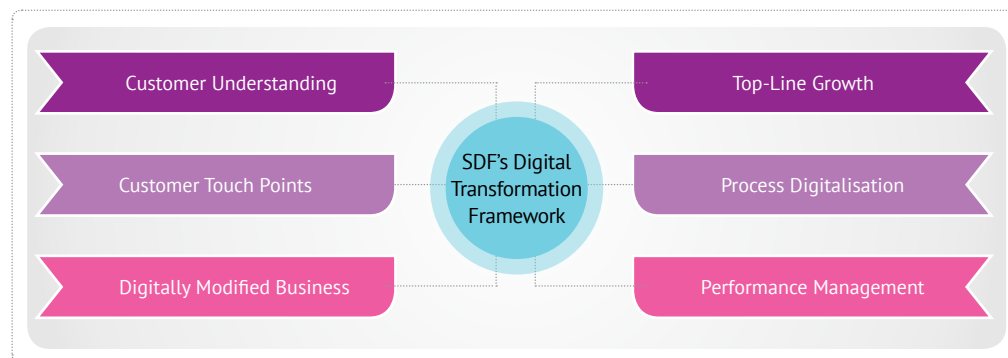 Customer Understanding
Top-Line Growth
SDF's Digital
Transformation
Framework
Customer Touch Points
Process Digitalisation
Digitally Modified Business
Performance Management